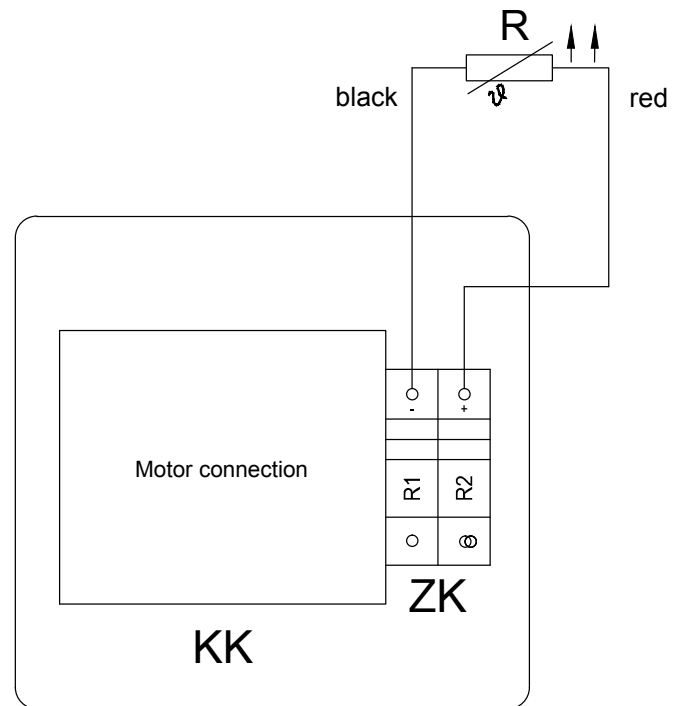 R
black
ϑ
red
- +
Motor connection
R1 R2
ZK
KK